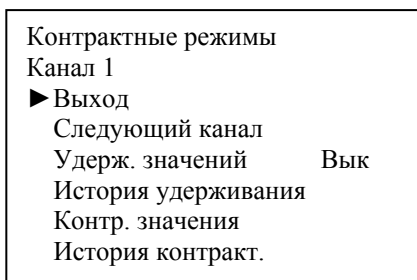 Контрактные режимы
Канал 1
►Выход
Следующий канал
Удерж. значений Вык
История удерживания
Контр. значения
История контракт.